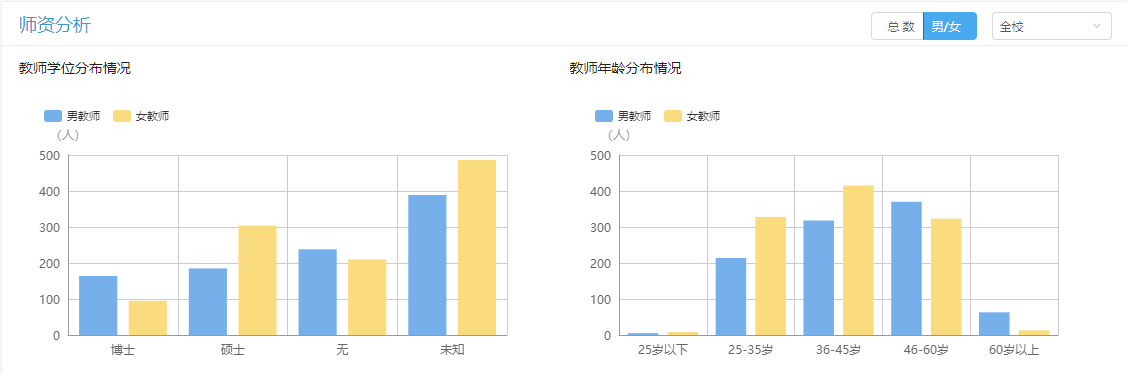 师资分析
总 数 男/女 全校
教师学位分布情况
男教师 女教师
（人）
500
400
300
200
100
0
博士 硕士 无 未知
教师年龄分布情况
男教师 女教师
（人）
500
400
300
200
100
0
25岁以下 25-35岁 36-45岁 46-60岁 60岁以上